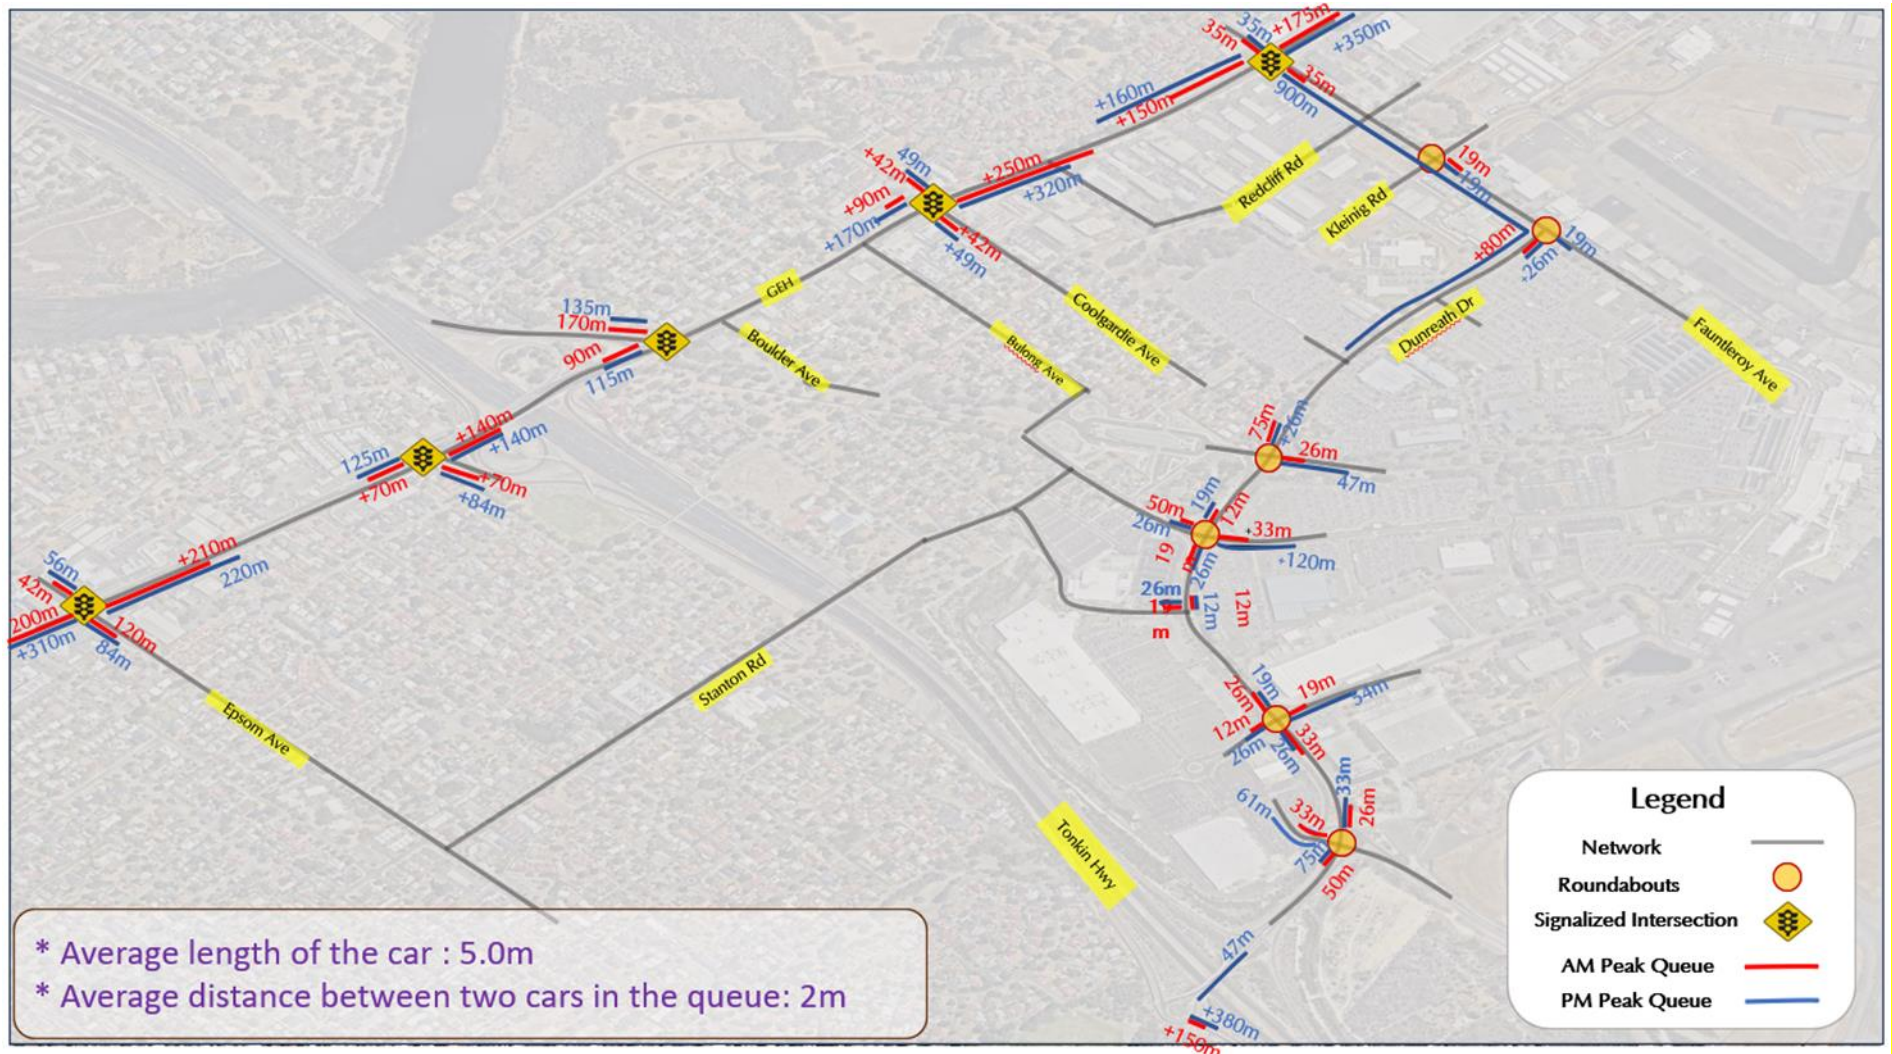 35m
+175m
35m
+350m
35m
900m
+160m
+150m
49m
+42m
+250m
+320m
+90m
+170m
+42m
+49m
Redcliff Rd
Kleinig Rd
19m
19m
+80m
19m
26m
GEH
135m
170m
90m
115m
Boulder Ave
Bulong Ave
Coolgardie Ave
Dunreath Dr
Fauntleroy Ave
+140m
+140m
125m
+70m
+70m
+84m
75m
+26m
26m
47m
19m
12m
50m
26m
+33m
+120m
19
m
26m
26m
m
12m
12m
+210m
220m
56m
42m
200m
+310m
120m
84m
Epsom Ave
Stanton Rd
19m
26m
19m
54m
12m
26m
26m
33m
33m
26m
61m
33m
75m
50m
Tonkin Hwy
47m
+380m
+150m
* Average length of the car : 5.0m
* Average distance between two cars in the queue: 2m
Legend
Network
Roundabouts
Signalized Intersection
AM Peak Queue
PM Peak Queue